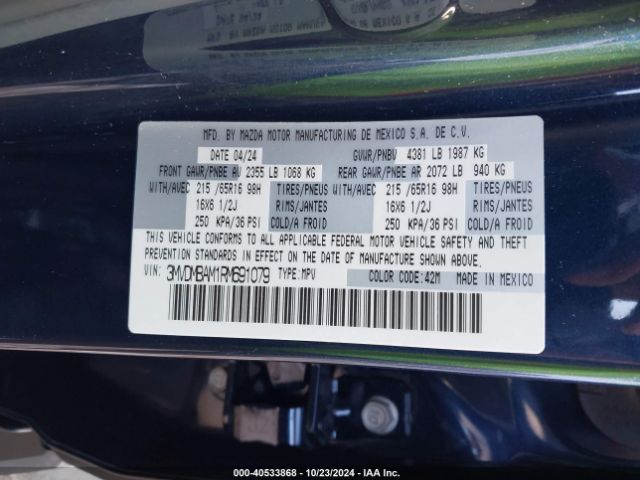 MFD. BY MAZDA MOTOR MANUFACTURING DE MEXICO S.A. DE C.V.
DATE 04/24 GVWR/PNBV 4381 LB 1987 KG
FRONT GAWR/PNBE AV 2355 LB 1068 KG REAR GAWR/PNBE AR 2072 LB 940 KG
WITH/AVEC 215 /65R16 98H TIRES/PNEUS WITH/AVEC 215 /65R16 98H TIRES/PNEUS
16X6 1/2J RIMS/JANTES 16X6 1/2J RIMS/JANTES
250 KPA/36 PSI COLD/A FROID 250 KPA/36 PSI COLD/A FROID
THIS VEHICLE CONFORMS TO ALL APPLICABLE FEDERAL MOTOR VEHICLE SAFETY AND THEFT
PREVENTION STANDARDS IN EFFECT ON THE DATE OF MANUFACTURE SHOWN ABOVE.
VIN: 3MVDMBAM1RM691079 TYPE: MPV COLOR CODE: 42M MADE IN MEXICO
000-40533868 - 10/23/2024 - IAA Inc.